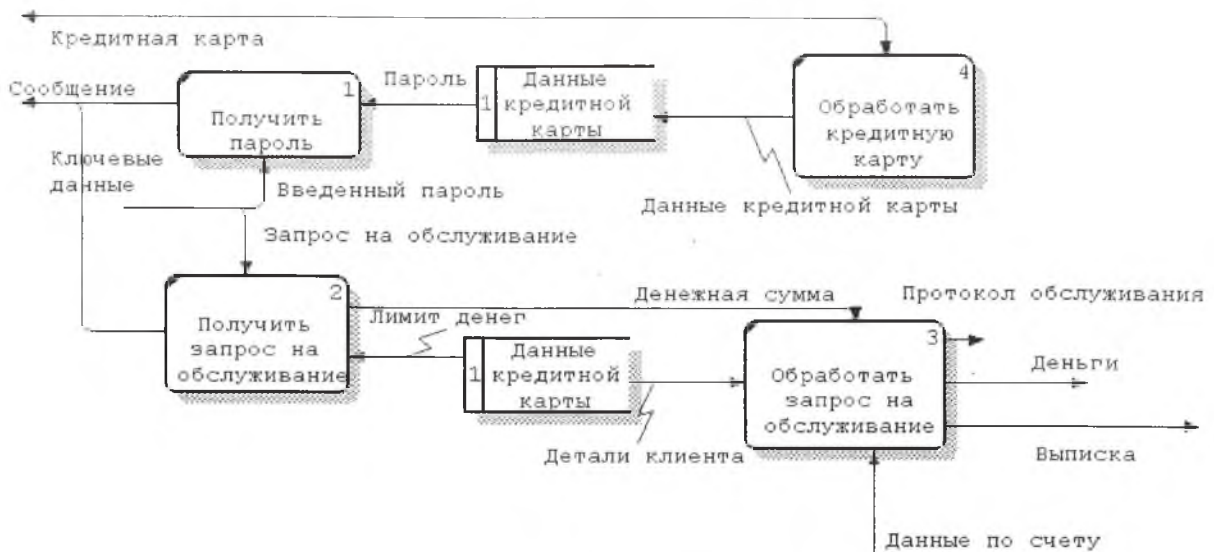 Кредитная карта
Сообщение
1
Получить
пароль
Пароль
1
Данные
кредитной
карты
4
Обработать
кредитную
карту
Ключевые
данные
Введенный пароль
Данные кредитной карты
Запрос на обслуживание
2
Получить
запрос на
обслуживание
Денежная сумма
Протокол обслуживания
Лимит денег
1
Данные
кредитной
карты
3
Обработать
запрос на
обслуживание
Деньги
Детали клиента
Выписка
Данные по счету